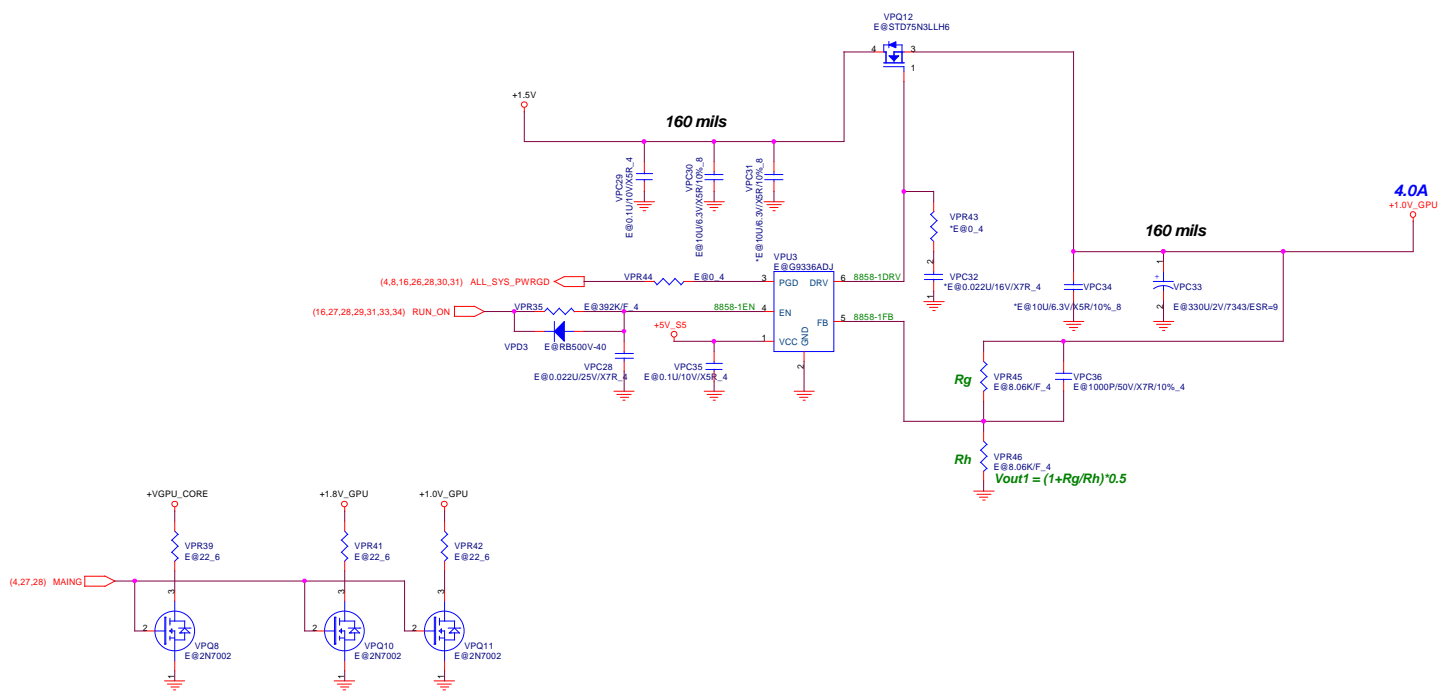 VPQ12
E@STD75N3LLH6
4
3
1
+1.5V
160 mils
VPC29
E@0.1U/10V/X5R_4
VPC30
E@10U/6.3V/X5R/10%_8
VPC31
*E@10U/6.3V/X5R/10%_8
4.0A
+1.0V_GPU
160 mils
VPR43
*E@0_4
VPU3
E@G9336ADJ
(4,8,16,26,28,30,31) ALL_SYS_PWRGD
VPR44
E@0_4
3
PGD
DRV
6
8858-1DRV
2
VPC32
*E@0.022U/16V/X7R_4
1
VPC34
*E@10U/6.3V/X5R/10%_8
1
+
VPC33
2
E@330U/2V/7343/ESR=9
(16,27,28,29,31,33,34) RUN_ON
VPR35
E@392K/F_4
8858-1EN
4
EN
FB
5
8858-1FB
+5V_S5
VPD3
E@RB500V-40
1
VCC
GND
2
VPC28
E@0.022U/25V/X7R_4
VPC35
E@0.1U/10V/X5R_4
Rg
VPR45
E@8.06K/F_4
VPC36
E@1000P/50V/X7R/10%_4
Rh
VPR46
E@8.06K/F_4
Vout1 = (1+Rg/Rh)*0.5
+VGPU_CORE
+1.8V_GPU
+1.0V_GPU
VPR39
E@22_6
VPR41
E@22_6
VPR42
E@22_6
(4,27,28) MAING
3
2
1
VPQ8
E@2N7002
3
2
1
VPQ10
E@2N7002
3
2
1
VPQ11
E@2N7002